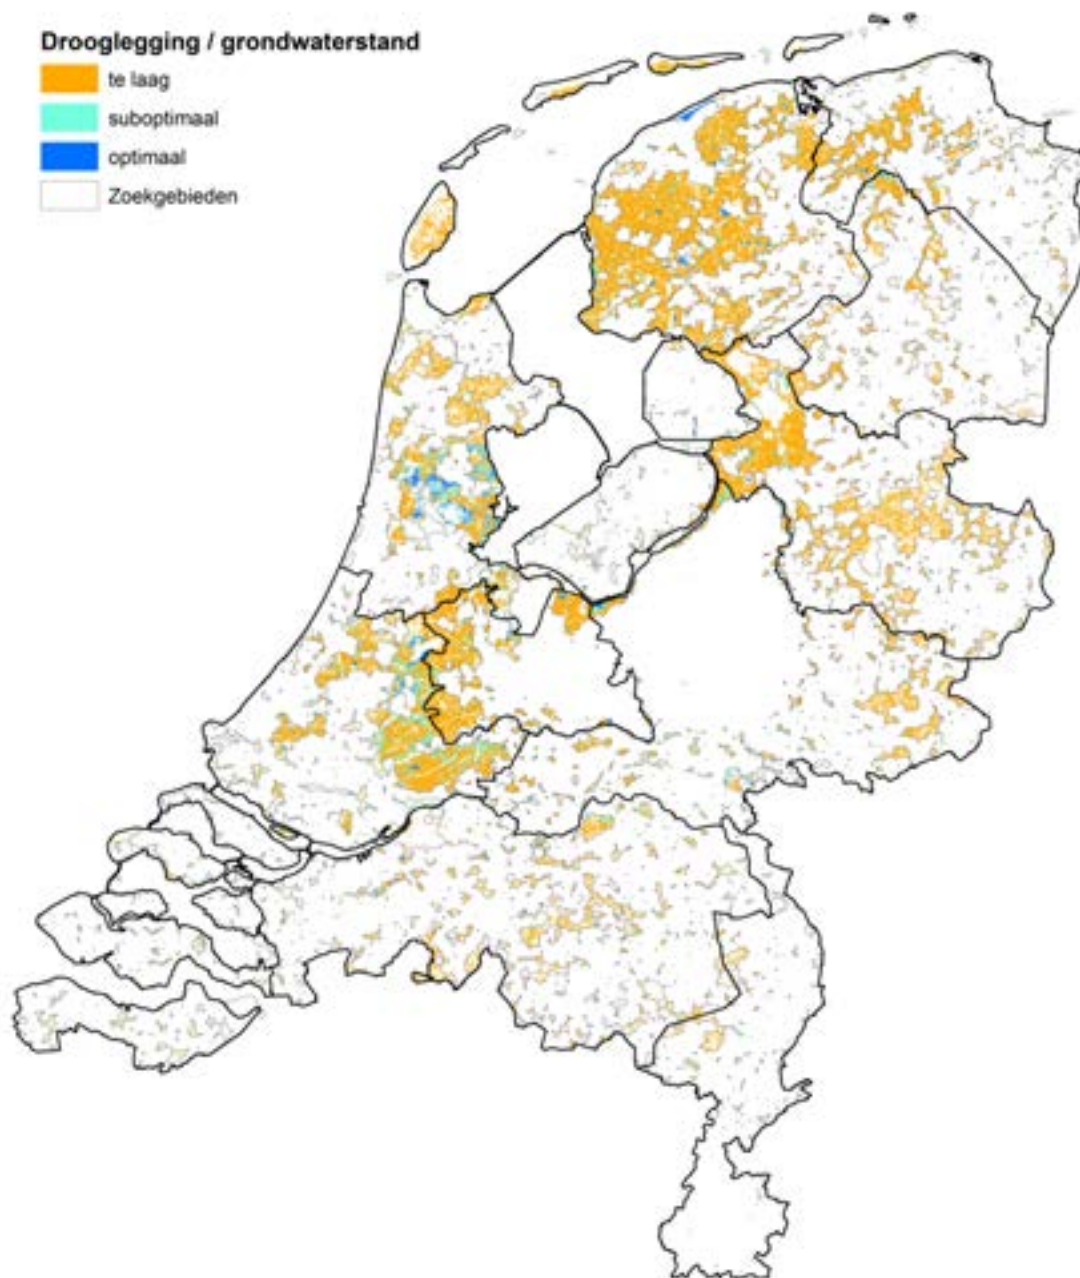 Drooglegging / grondwaterstand
te laag
suboptimaal
optimaal
Zoekgebieden